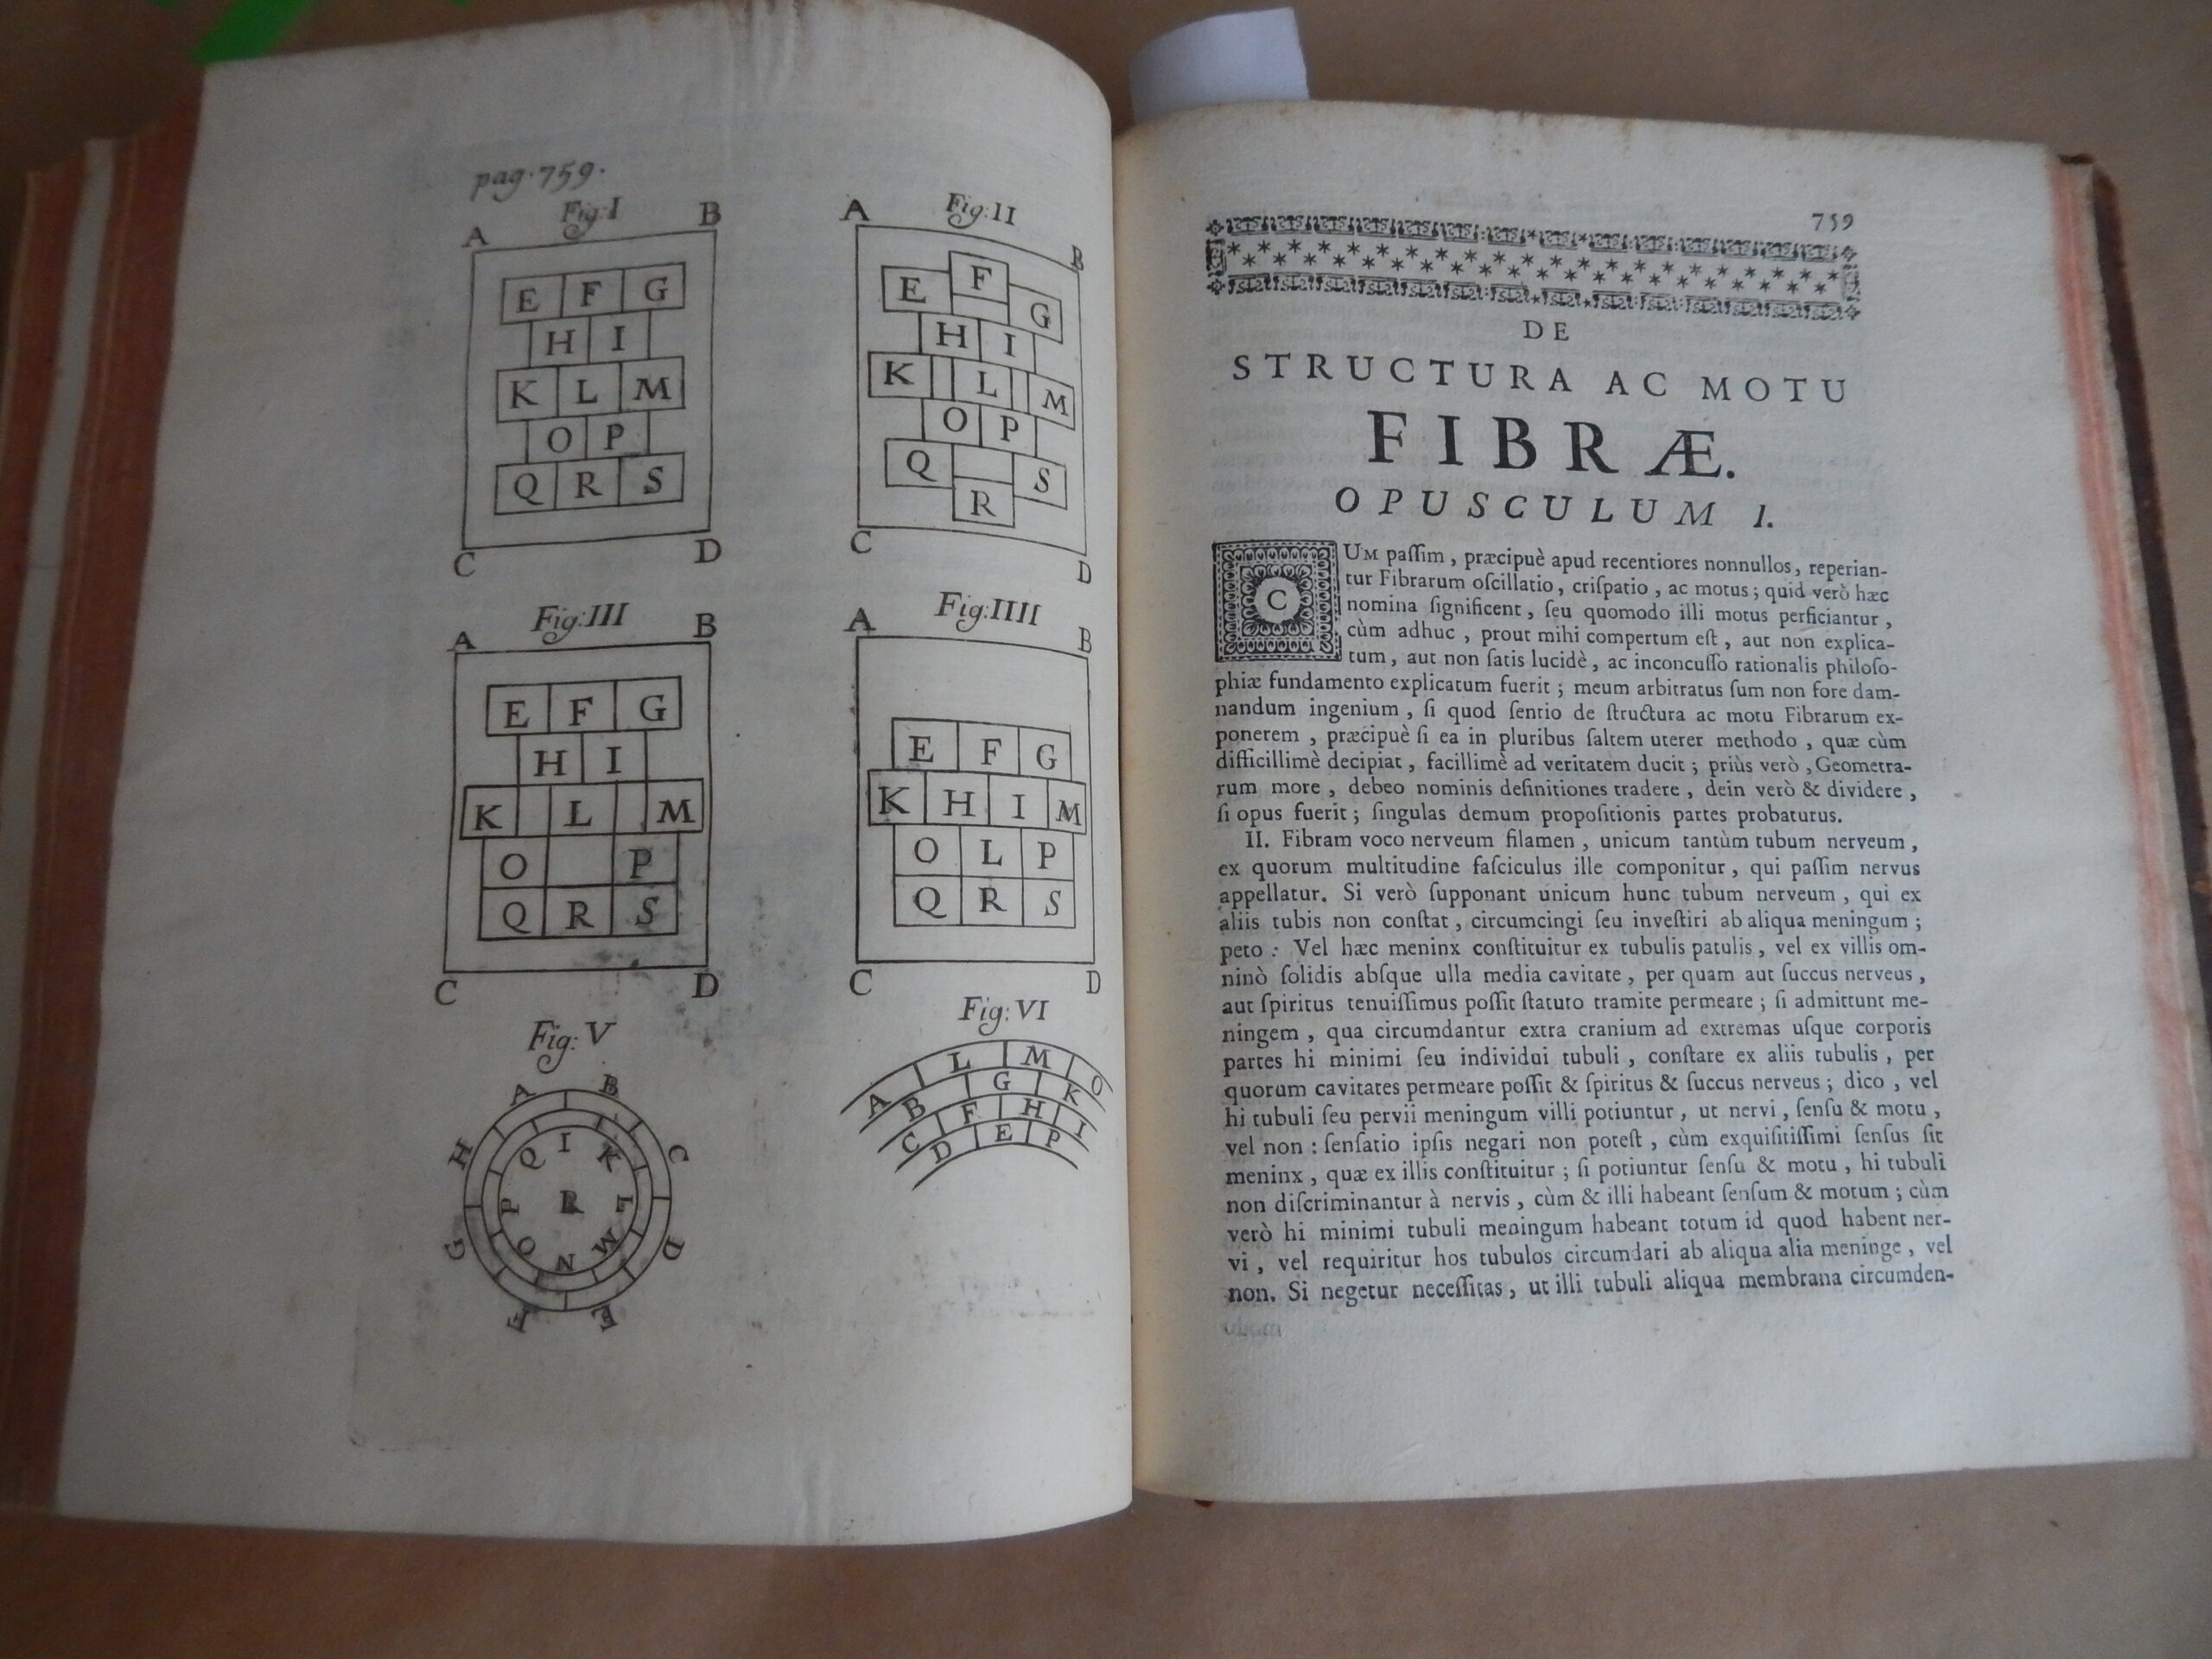 pag. 759.
Fig: I
A B
E F G
H I
K L M
O P
Q R S
C D
Fig: II
A B
E F G
H I
K L M
O P
Q R S
C D
Fig: III
A B
E F G
H I
K L M
O P
Q R S
C D
Fig: IIII
A B
E F G
K H I M
O L P
Q R S
C D
Fig: V
A B C D E F G H
I K L M N O P Q
R
Fig: VI
A L M O
B G K
C F H I
D E P
759
DE
STRUCTURA AC MOTU
FIBRÆ.
OPUSCULUM I.
CUM paſſim, præcipuè apud recentiores nonnullos, reperian-
tur Fibrarum oſcillatio, criſpatio, ac motus; quid verò hæc
nomina ſignificent, ſeu quomodo illi motus perficiantur,
cùm adhuc, prout mihi compertum eſt, aut non explica-
tum, aut non ſatis lucidè, ac inconcuſſo rationalis philoſo-
phiæ fundamento explicatum fuerit; meum arbitratus ſum non fore dam-
nandum ingenium, ſi quod ſentio de ſtructura ac motu Fibrarum ex-
ponerem, præcipuè ſi ea in pluribus ſaltem uterer methodo, quæ cùm
difficillimè decipiat, facillimè ad veritatem ducit; priùs verò, Geometra-
rum more, debeo nominis definitiones tradere, dein verò & dividere,
ſi opus fuerit; ſingulas demum propoſitionis partes probaturus.
II. Fibram voco nerveum filamen, unicum tantùm tubum nerveum,
ex quorum multitudine faſciculus ille componitur, qui paſſim nervus
appellatur. Si verò ſupponant unicum hunc tubum nerveum, qui ex
aliis tubis non conſtat, circumcingi ſeu inveſtiri ab aliqua meningum;
peto: Vel hæc meninx conſtituitur ex tubulis patulis, vel ex villis om-
ninò ſolidis abſque ulla media cavitate, per quam aut ſuccus nerveus,
aut ſpiritus tenuiſſimus poſſit ſtatuto tramite permeare; ſi admittunt me-
ningem, qua circumdantur extra cranium ad extremas uſque corporis
partes hi minimi ſeu individui tubuli, conſtare ex aliis tubulis, per
quorum cavitates permeare poſſit & ſpiritus & ſuccus nerveus; dico, vel
hi tubuli ſeu pervii meningum villi potiuntur, ut nervi, ſenſu & motu,
vel non: ſenſatio ipſis negari non poteſt, cùm exquiſitiſſimi ſenſus ſit
meninx, quæ ex illis conſtituitur; ſi potiuntur ſenſu & motu, hi tubuli
non diſcriminantur à nervis, cùm & illi habeant ſenſum & motum; cùm
verò hi minimi tubuli meningum habeant totum id quod habent ner-
vi, vel requiritur hos tubulos circumdari ab aliqua alia meninge, vel
non. Si negetur neceſſitas, ut illi tubuli aliqua membrana circumden-